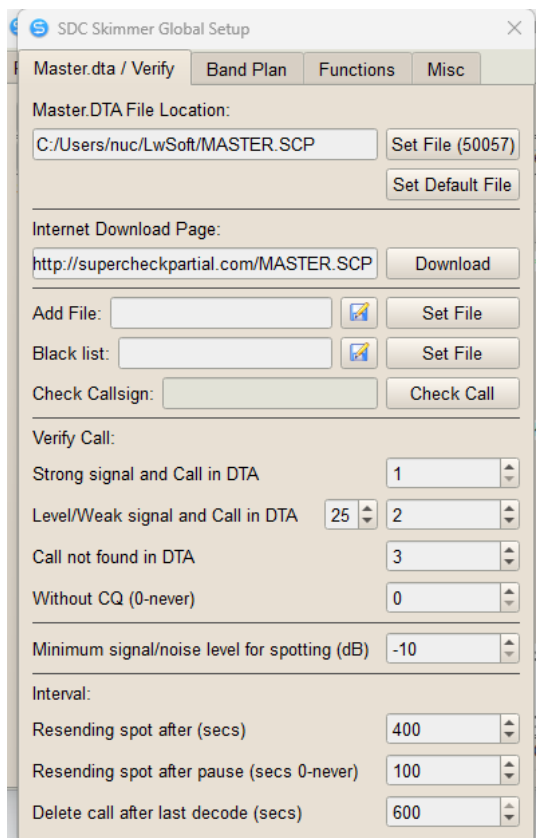 SDC Skimmer Global Setup
Master.dta / Verify Band Plan Functions Misc
Master.DTA File Location:
C:/Users/nuc/LwSoft/MASTER.SCP Set File (50057)
Set Default File
Internet Download Page:
http://supercheckpartial.com/MASTER.SCP Download
Add File: Set File
Black list: Set File
Check Callsign: Check Call
Verify Call:
Strong signal and Call in DTA 1
Level/Weak signal and Call in DTA 25 2
Call not found in DTA 3
Without CQ (0-never) 0
Minimum signal/noise level for spotting (dB) -10
Interval:
Resending spot after (secs) 400
Resending spot after pause (secs 0-never) 100
Delete call after last decode (secs) 600